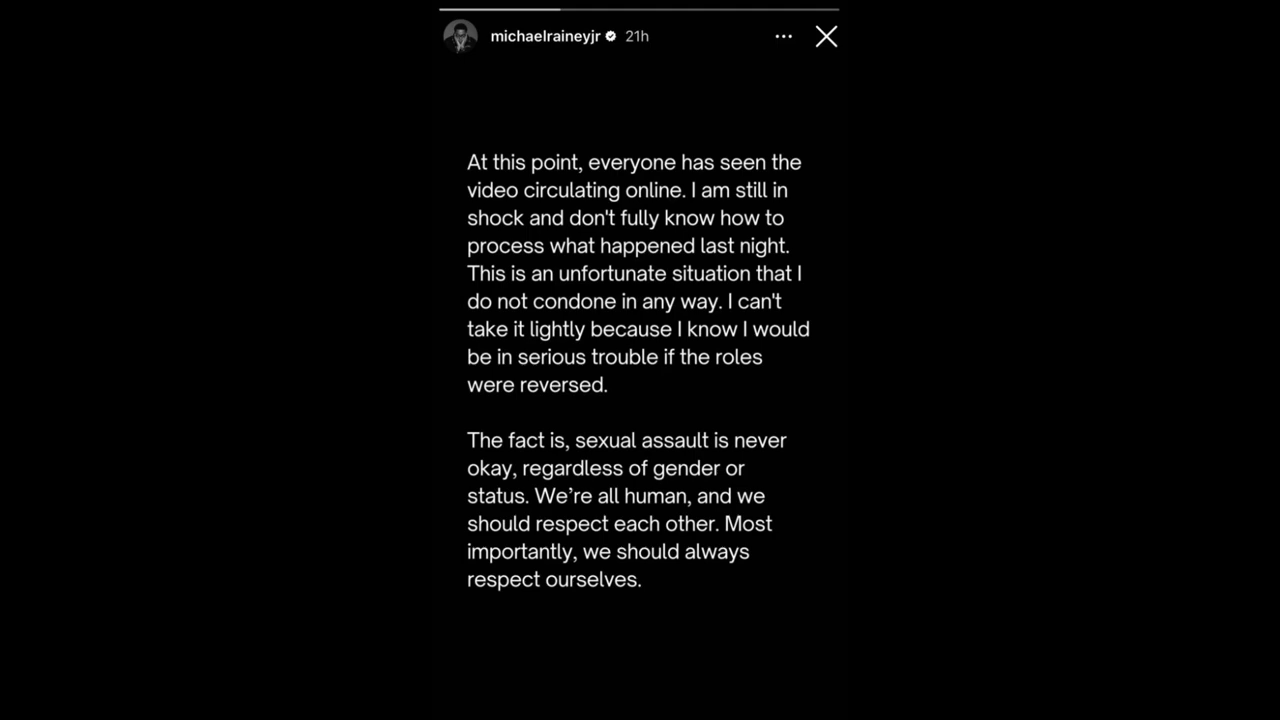 michaelraineyjr 21h
At this point, everyone has seen the
video circulating online. I am still in
shock and don't fully know how to
process what happened last night.
This is an unfortunate situation that I
do not condone in any way. I can't
take it lightly because I know I would
be in serious trouble if the roles
were reversed.
The fact is, sexual assault is never
okay, regardless of gender or
status. We’re all human, and we
should respect each other. Most
importantly, we should always
respect ourselves.